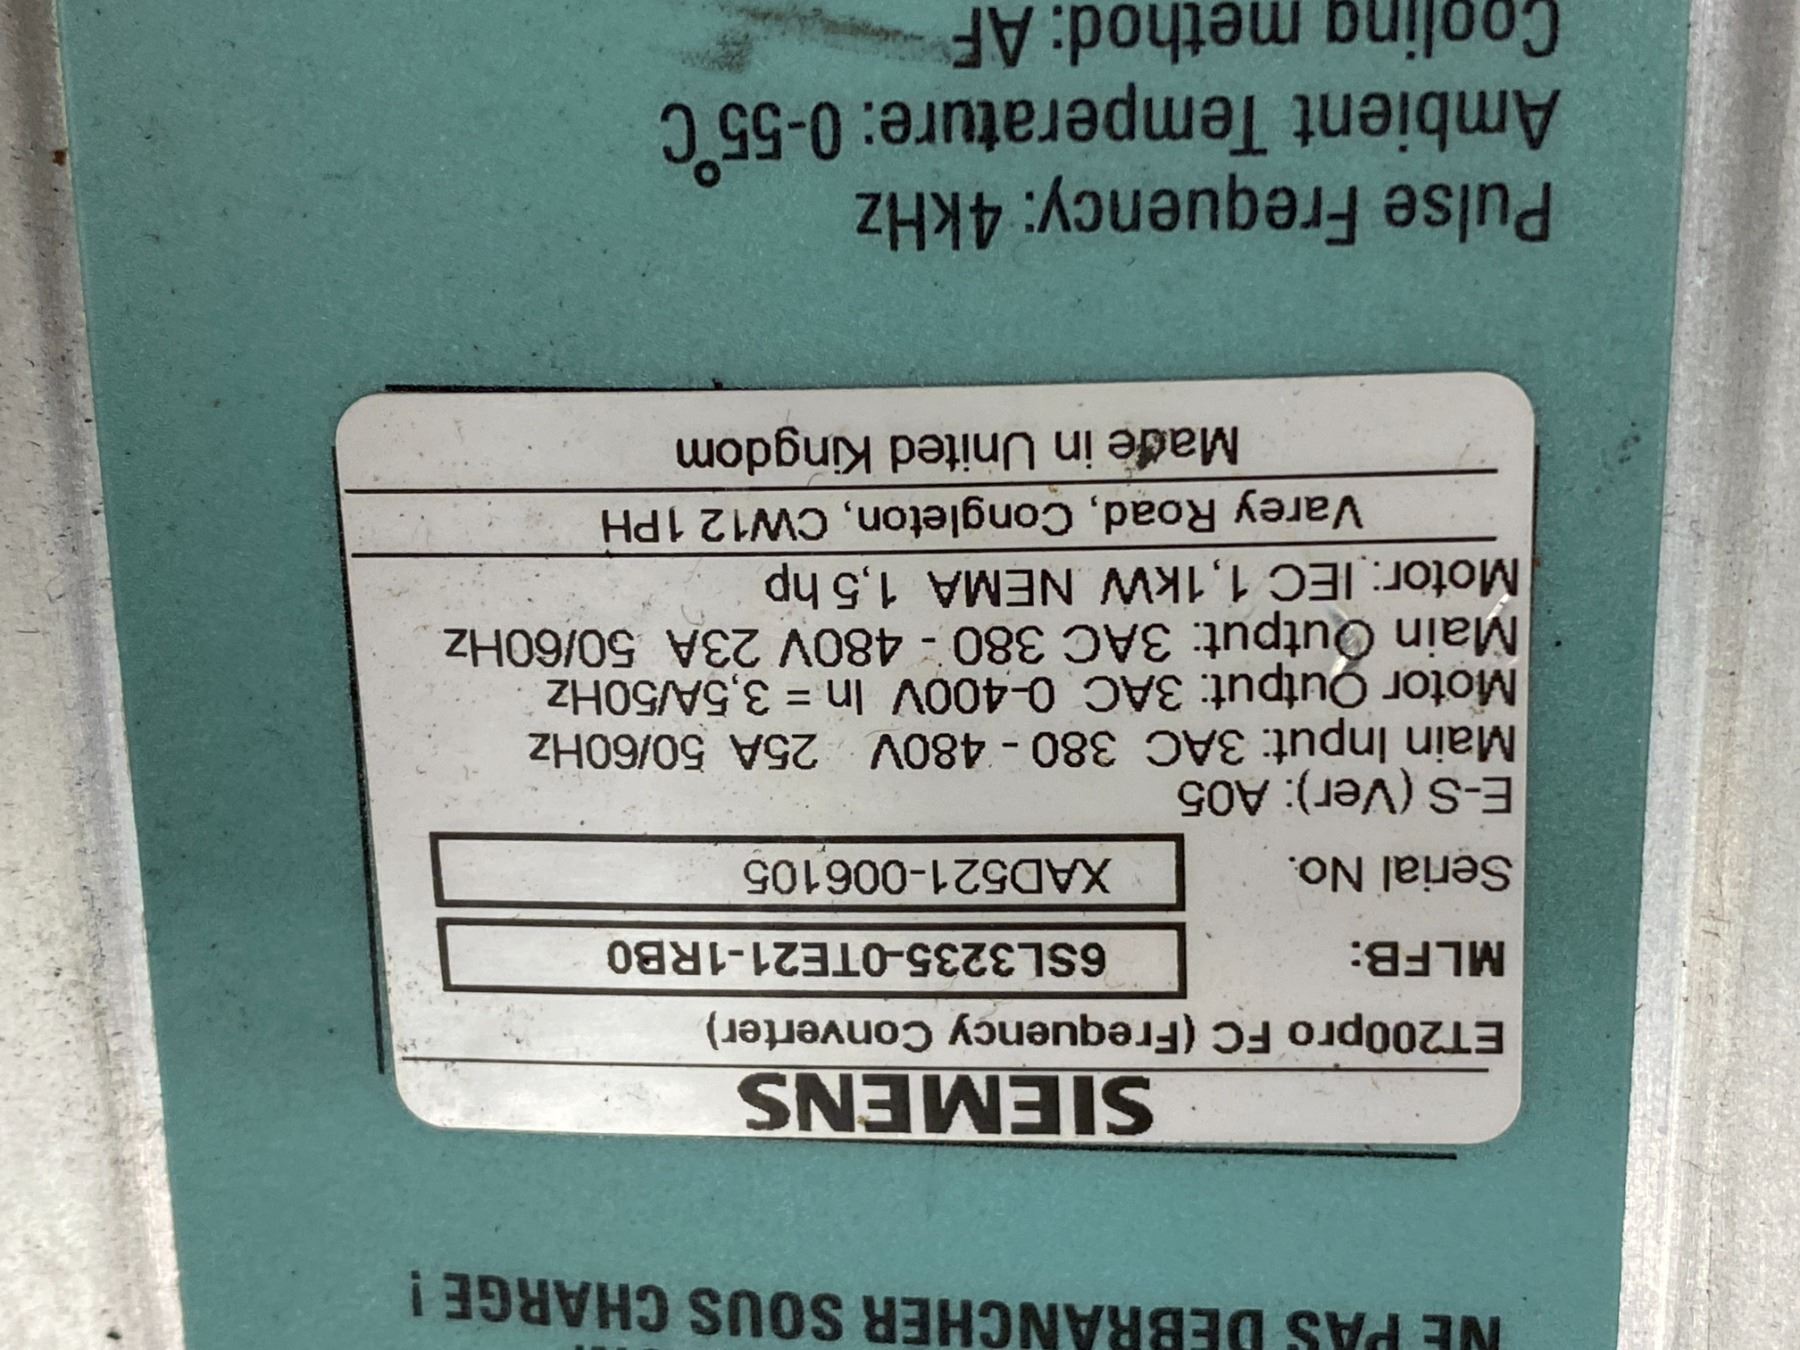 NE PAS DEBRANCHER SOUS CHARGE !
SIEMENS
ET200pro FC (Frequency Converter)
MLFB: 6SL3235-0TE21-1RB0
Serial No. XAD521-006105
E-S (Ver): A05
Main Input: 3AC 380 - 480V 25A 50/60Hz
Motor Output: 3AC 0-400V In = 3,5A/50Hz
Main Output: 3AC 380 - 480V 23A 50/60Hz
Motor: IEC 1,1kW NEMA 1,5 hp
Varey Road, Congleton, CW12 1PH
Made in United Kingdom
Pulse Frequency: 4kHz
Ambient Temperature: 0-55°C
Cooling method: AF